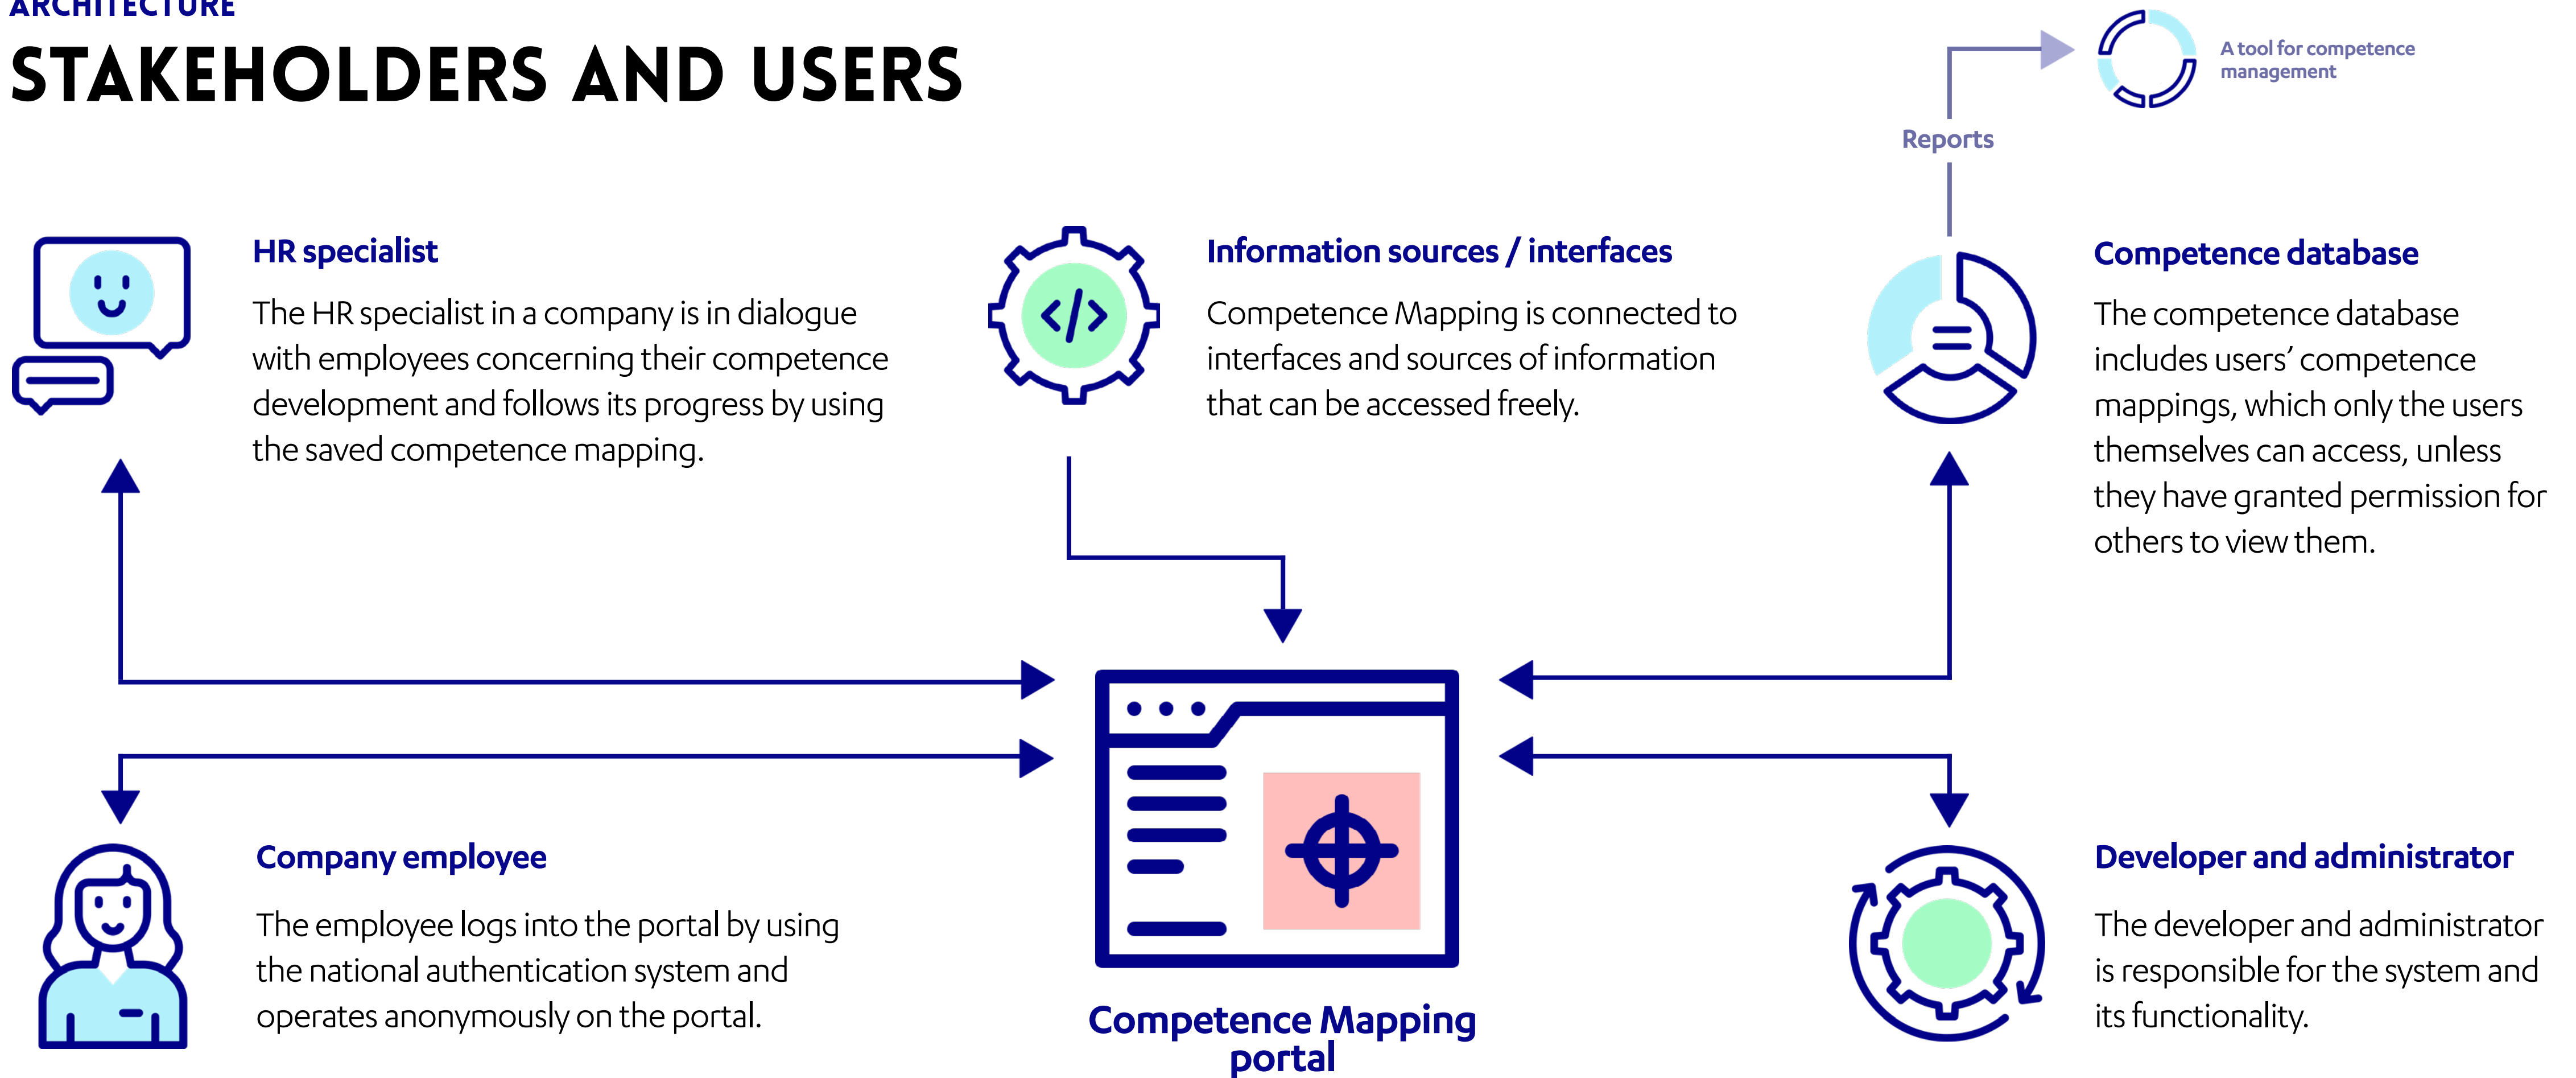 ARCHITECTURE
STAKEHOLDERS AND USERS
A tool for competence
management
Reports
HR specialist
The HR specialist in a company is in dialogue
with employees concerning their competence
development and follows its progress by using
the saved competence mapping.
Information sources / interfaces
Competence Mapping is connected to
interfaces and sources of information
that can be accessed freely.
Competence database
The competence database
includes users’ competence
mappings, which only the users
themselves can access, unless
they have granted permission for
others to view them.
Company employee
The employee logs into the portal by using
the national authentication system and
operates anonymously on the portal.
Competence Mapping
portal
Developer and administrator
The developer and administrator
is responsible for the system and
its functionality.